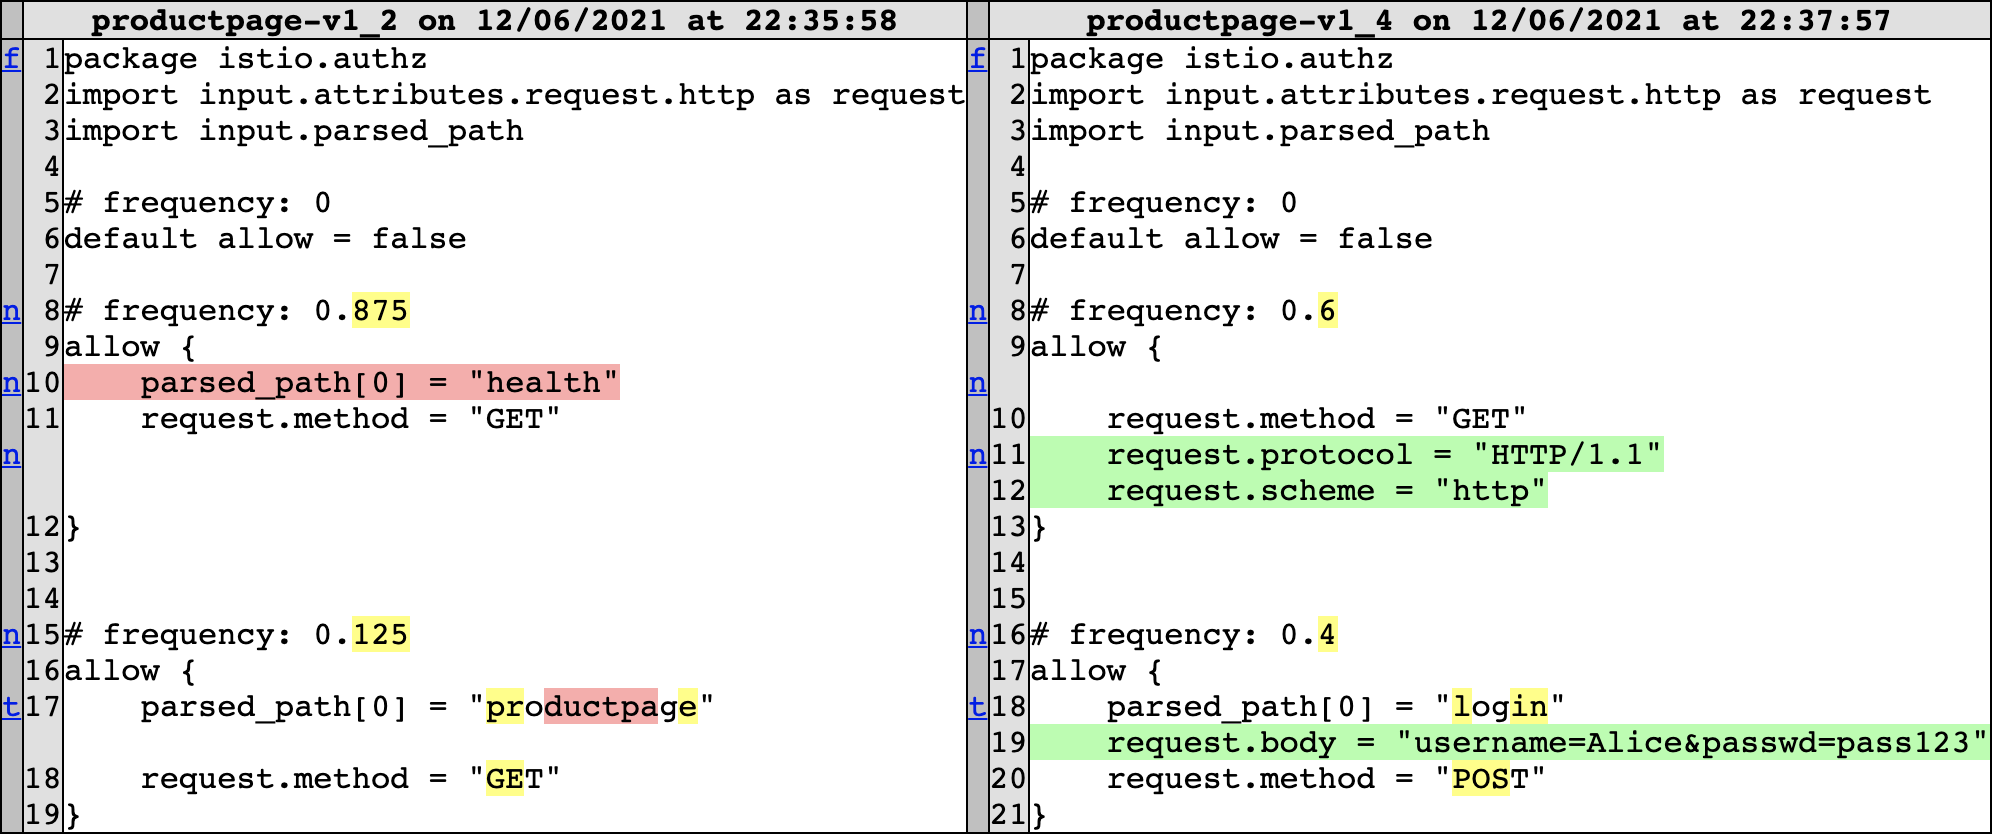 productpage-v1_2 on 12/06/2021 at 22:35:58
f 1 package istio.authz
2 import input.attributes.request.http as request
3 import input.parsed_path
4
5 # frequency: 0
6 default allow = false
7
n 8 # frequency: 0.875
9 allow {
n 10     parsed_path[0] = "health"
11     request.method = "GET"
n
12 }
13
14
n 15 # frequency: 0.125
16 allow {
t 17     parsed_path[0] = "productpage"
18     request.method = "GET"
19 }
productpage-v1_4 on 12/06/2021 at 22:37:57
f 1 package istio.authz
2 import input.attributes.request.http as request
3 import input.parsed_path
4
5 # frequency: 0
6 default allow = false
7
n 8 # frequency: 0.6
9 allow {
n
10     request.method = "GET"
n 11     request.protocol = "HTTP/1.1"
12     request.scheme = "http"
13 }
14
15
n 16 # frequency: 0.4
17 allow {
t 18     parsed_path[0] = "login"
19     request.body = "username=Alice&passwd=pass123"
20     request.method = "POST"
21 }